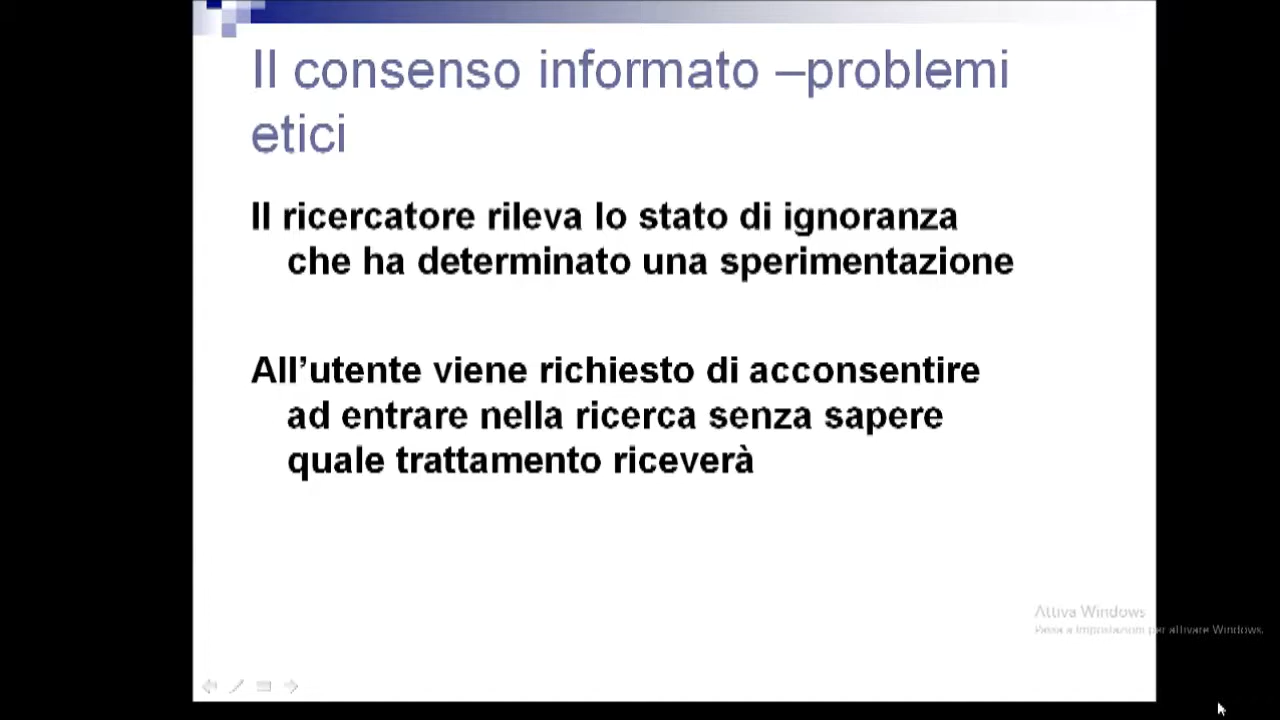 Il consenso informato –problemi
etici
Il ricercatore rileva lo stato di ignoranza
che ha determinato una sperimentazione
All’utente viene richiesto di acconsentire
ad entrare nella ricerca senza sapere
quale trattamento riceverà
Attiva Windows
Passa a Impostazioni per attivare Windows.